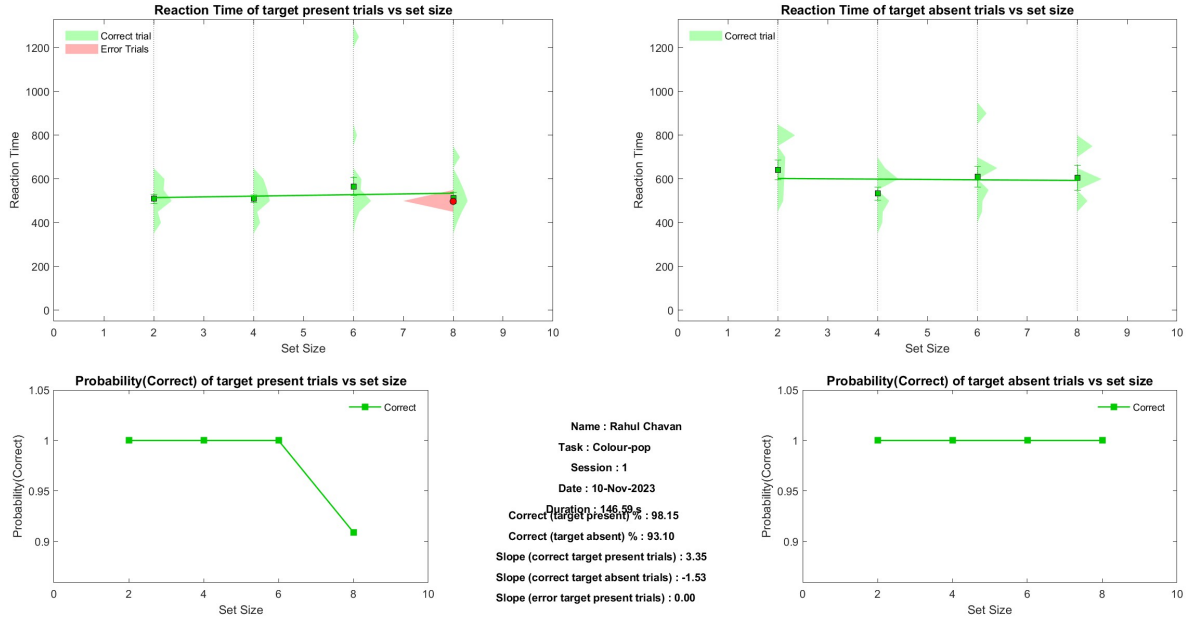 Reaction Time of target present trials vs set size
Correct trial
Error Trials
1200
1000
800
600
400
200
0
Reaction Time
0 1 2 3 4 5 6 7 8 9 10
Set Size
Reaction Time of target absent trials vs set size
Correct trial
1200
1000
800
600
400
200
0
Reaction Time
0 1 2 3 4 5 6 7 8 9 10
Set Size
Probability(Correct) of target present trials vs set size
Correct
1.05
1
0.95
0.9
Probability(Correct)
0 2 4 6 8 10
Set Size
Name : Rahul Chavan
Task : Colour-pop
Session : 1
Date : 10-Nov-2023
Duration : 146.59 s
Correct (target present) % : 98.15
Correct (target absent) % : 93.10
Slope (correct target present trials) : 3.35
Slope (correct target absent trials) : -1.53
Slope (error target present trials) : 0.00
Probability(Correct) of target absent trials vs set size
Correct
1.05
1
0.95
0.9
Probability(Correct)
0 2 4 6 8 10
Set Size